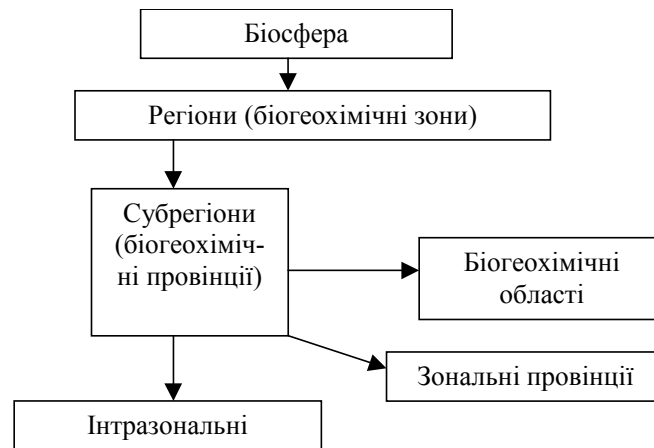 Біосфера
Регіони (біогеохімічні зони)
Субрегіони
(біогеохіміч-
ні провінції)
Біогеохімічні
області
Зональні провінції
Інтразональні